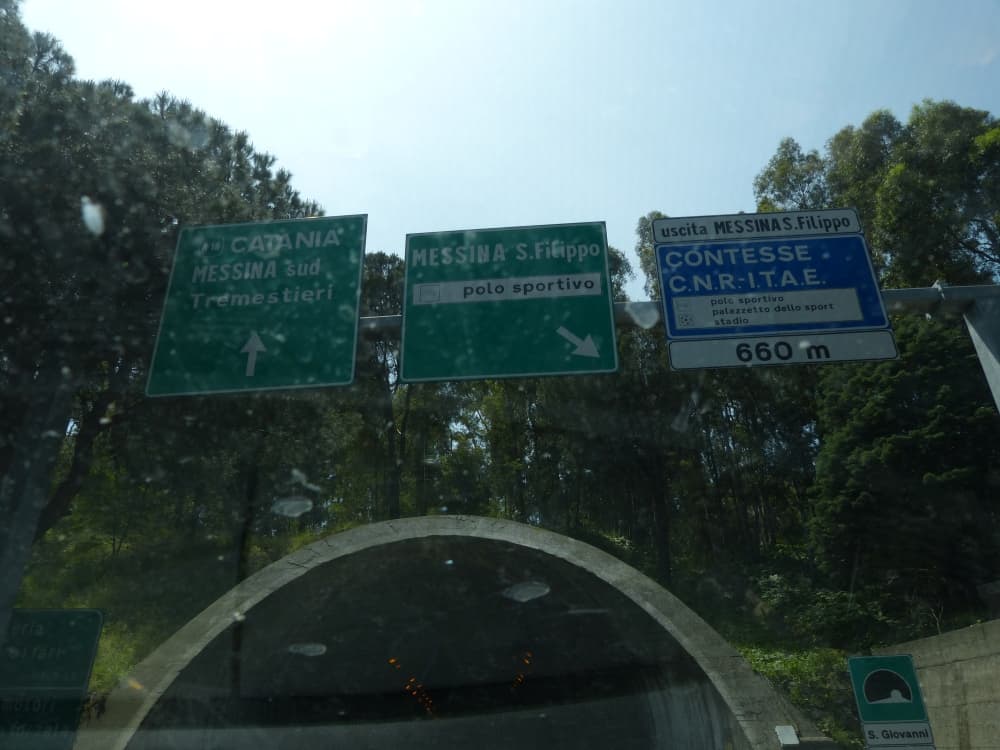 A18 CATANIA
MESSINA sud
Tremestieri
MESSINA S.Filippo
polo sportivo
uscita MESSINA S.Filippo
CONTESSE
C.N.R.-I.T.A.E.
polo sportivo
palazzetto dello sport
stadio
660 m
S. Giovanni